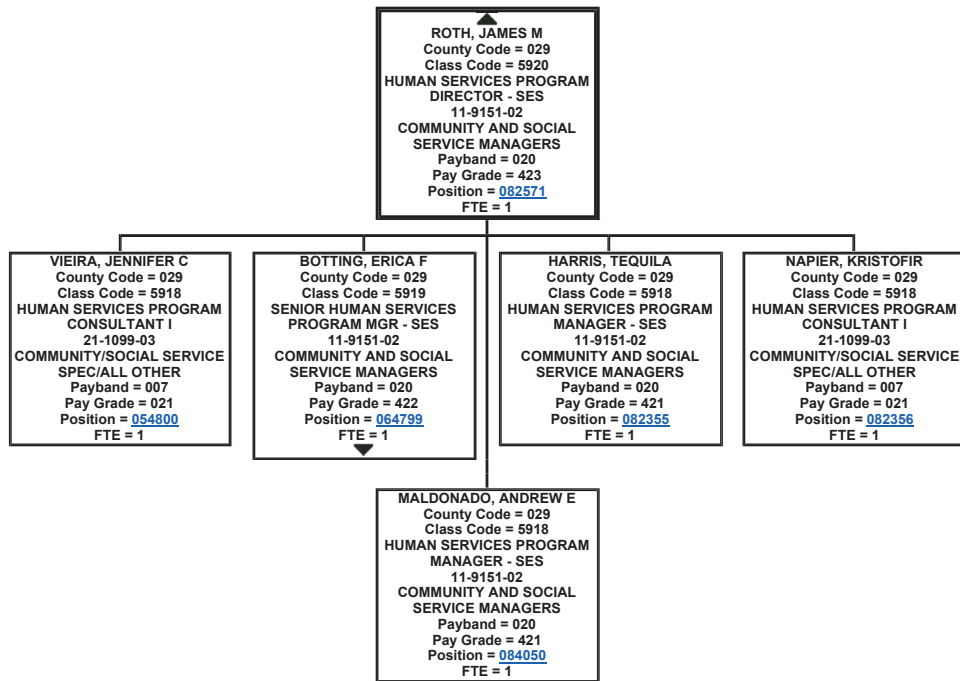 ROTH, JAMES M
County Code = 029
Class Code = 5920
HUMAN SERVICES PROGRAM
DIRECTOR - SES
11-9151-02
COMMUNITY AND SOCIAL
SERVICE MANAGERS
Payband = 020
Pay Grade = 423
Position = 082571
FTE = 1
VIEIRA, JENNIFER C
County Code = 029
Class Code = 5918
HUMAN SERVICES PROGRAM
CONSULTANT I
21-1099-03
COMMUNITY/SOCIAL SERVICE
SPEC/ALL OTHER
Payband = 007
Pay Grade = 021
Position = 054800
FTE = 1
BOTTING, ERICA F
County Code = 029
Class Code = 5919
SENIOR HUMAN SERVICES
PROGRAM MGR - SES
11-9151-02
COMMUNITY AND SOCIAL
SERVICE MANAGERS
Payband = 020
Pay Grade = 422
Position = 064799
FTE = 1
HARRIS, TEQUILA
County Code = 029
Class Code = 5918
HUMAN SERVICES PROGRAM
MANAGER - SES
11-9151-02
COMMUNITY AND SOCIAL
SERVICE MANAGERS
Payband = 020
Pay Grade = 421
Position = 082355
FTE = 1
NAPIER, KRISTOFIR
County Code = 029
Class Code = 5918
HUMAN SERVICES PROGRAM
CONSULTANT I
21-1099-03
COMMUNITY/SOCIAL SERVICE
SPEC/ALL OTHER
Payband = 007
Pay Grade = 021
Position = 082356
FTE = 1
MALDONADO, ANDREW E
County Code = 029
Class Code = 5918
HUMAN SERVICES PROGRAM
MANAGER - SES
11-9151-02
COMMUNITY AND SOCIAL
SERVICE MANAGERS
Payband = 020
Pay Grade = 421
Position = 084050
FTE = 1